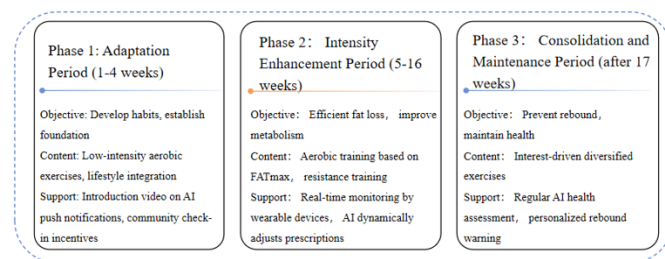 Phase 1: Adaptation
Period (1-4 weeks)
Objective: Develop habits, establish
foundation
Content: Low-intensity aerobic
exercises, lifestyle integration
Support: Introduction video on AI
push notifications, community check-
in incentives
Phase 2： Intensity
Enhancement Period (5-16
weeks)
Objective： Efficient fat loss， improve
metabolism
Content： Aerobic training based on
FATmax， resistance training
Support： Real-time monitoring by
wearable devices， AI dynamically
adjusts prescriptions
Phase 3： Consolidation and
Maintenance Period (after 17
weeks)
Objective： Prevent rebound，
maintain health
Content： Interest-driven diversified
exercises
Support： Regular AI health
assessment， personalized rebound
warning